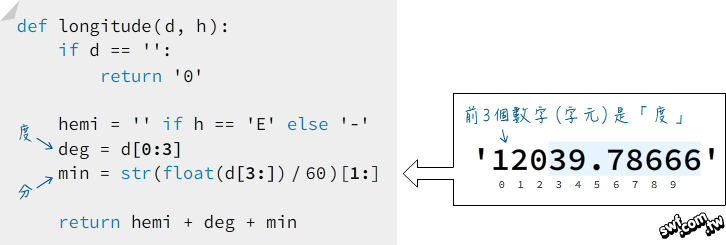 def longitude(d, h):
if d == '':
return '0'
hemi = '' if h == 'E' else '-'
度
deg = d[0:3]
min = str(float(d[3:]) / 60)[1:]
分
return hemi + deg + min
前3個數字(字元)是「度」
'12039.78666'
0 1 2 3 4 5 6 7 8 9
swf.com.tw